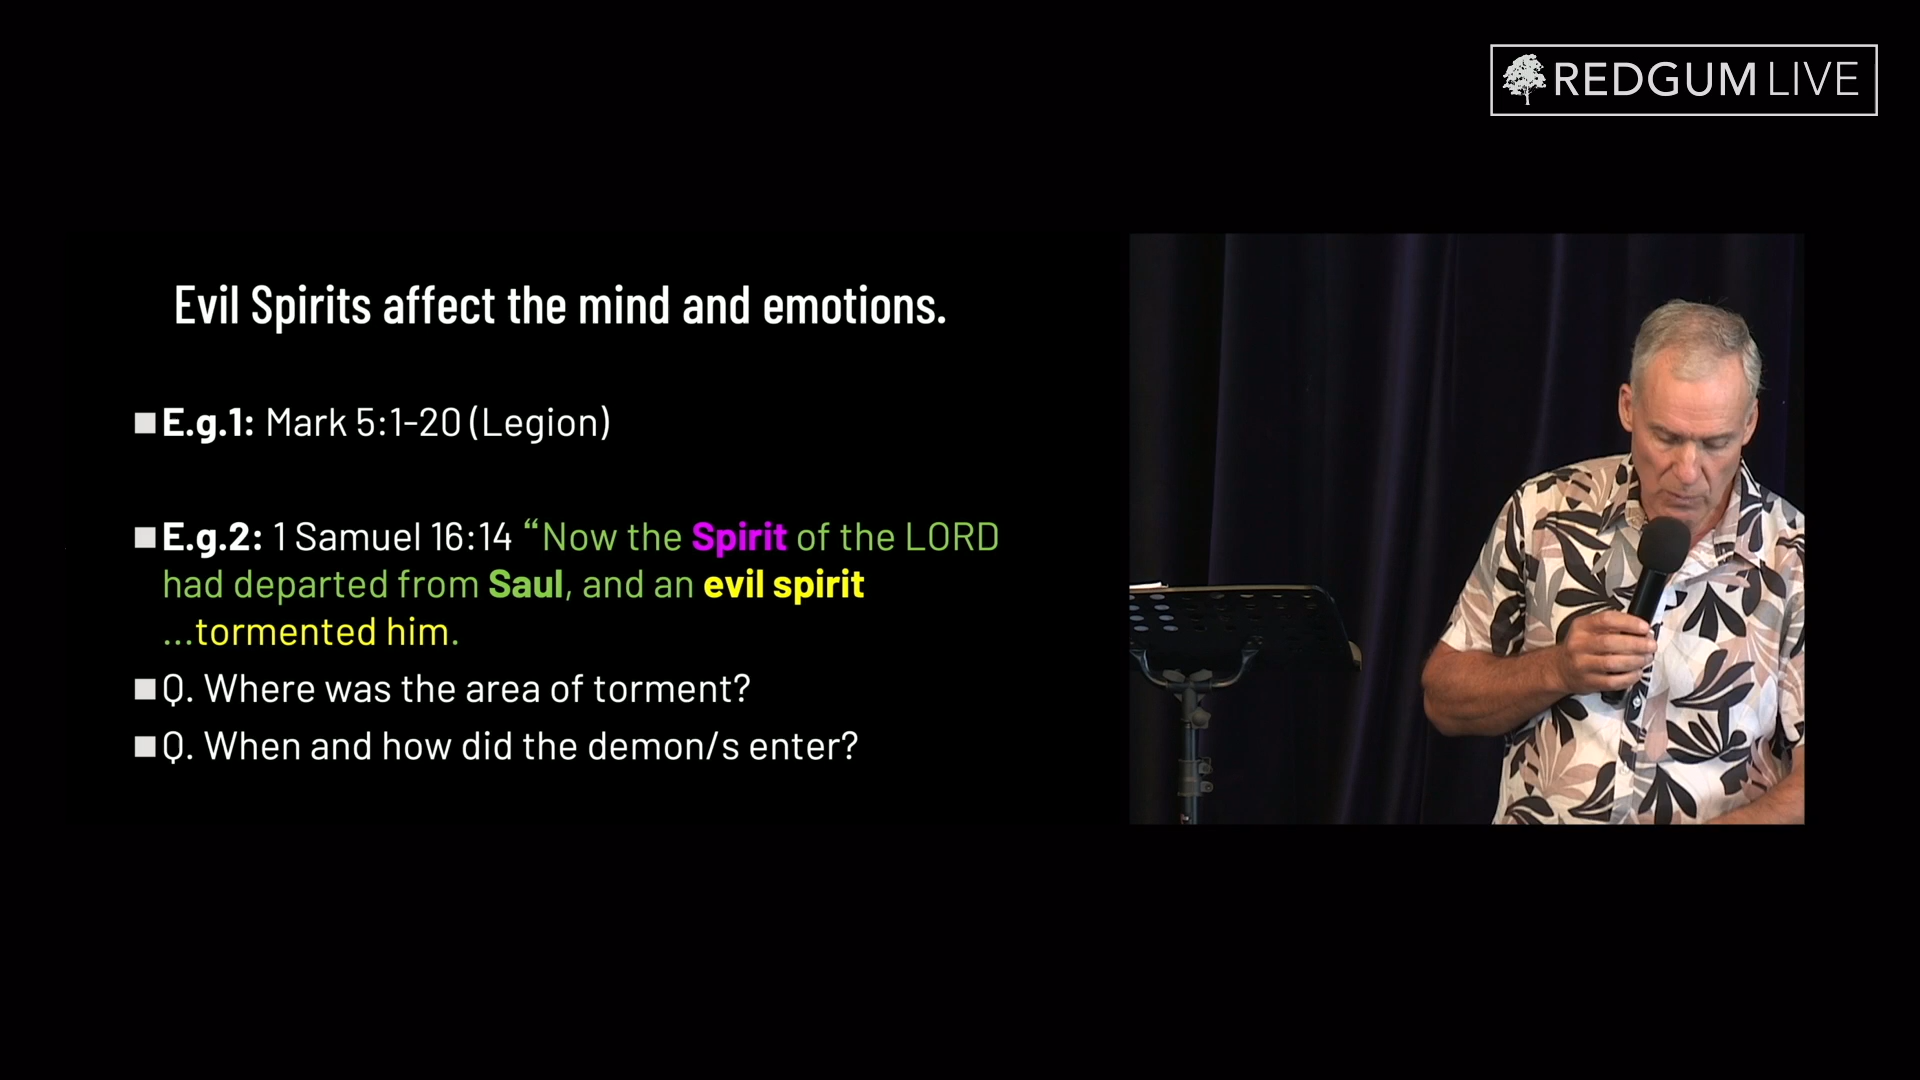 REDGUM LIVE
Evil Spirits affect the mind and emotions.
E.g.1: Mark 5:1-20 (Legion)
E.g.2: 1 Samuel 16:14 “Now the Spirit of the LORD
had departed from Saul, and an evil spirit
...tormented him.
Q. Where was the area of torment?
Q. When and how did the demon/s enter?